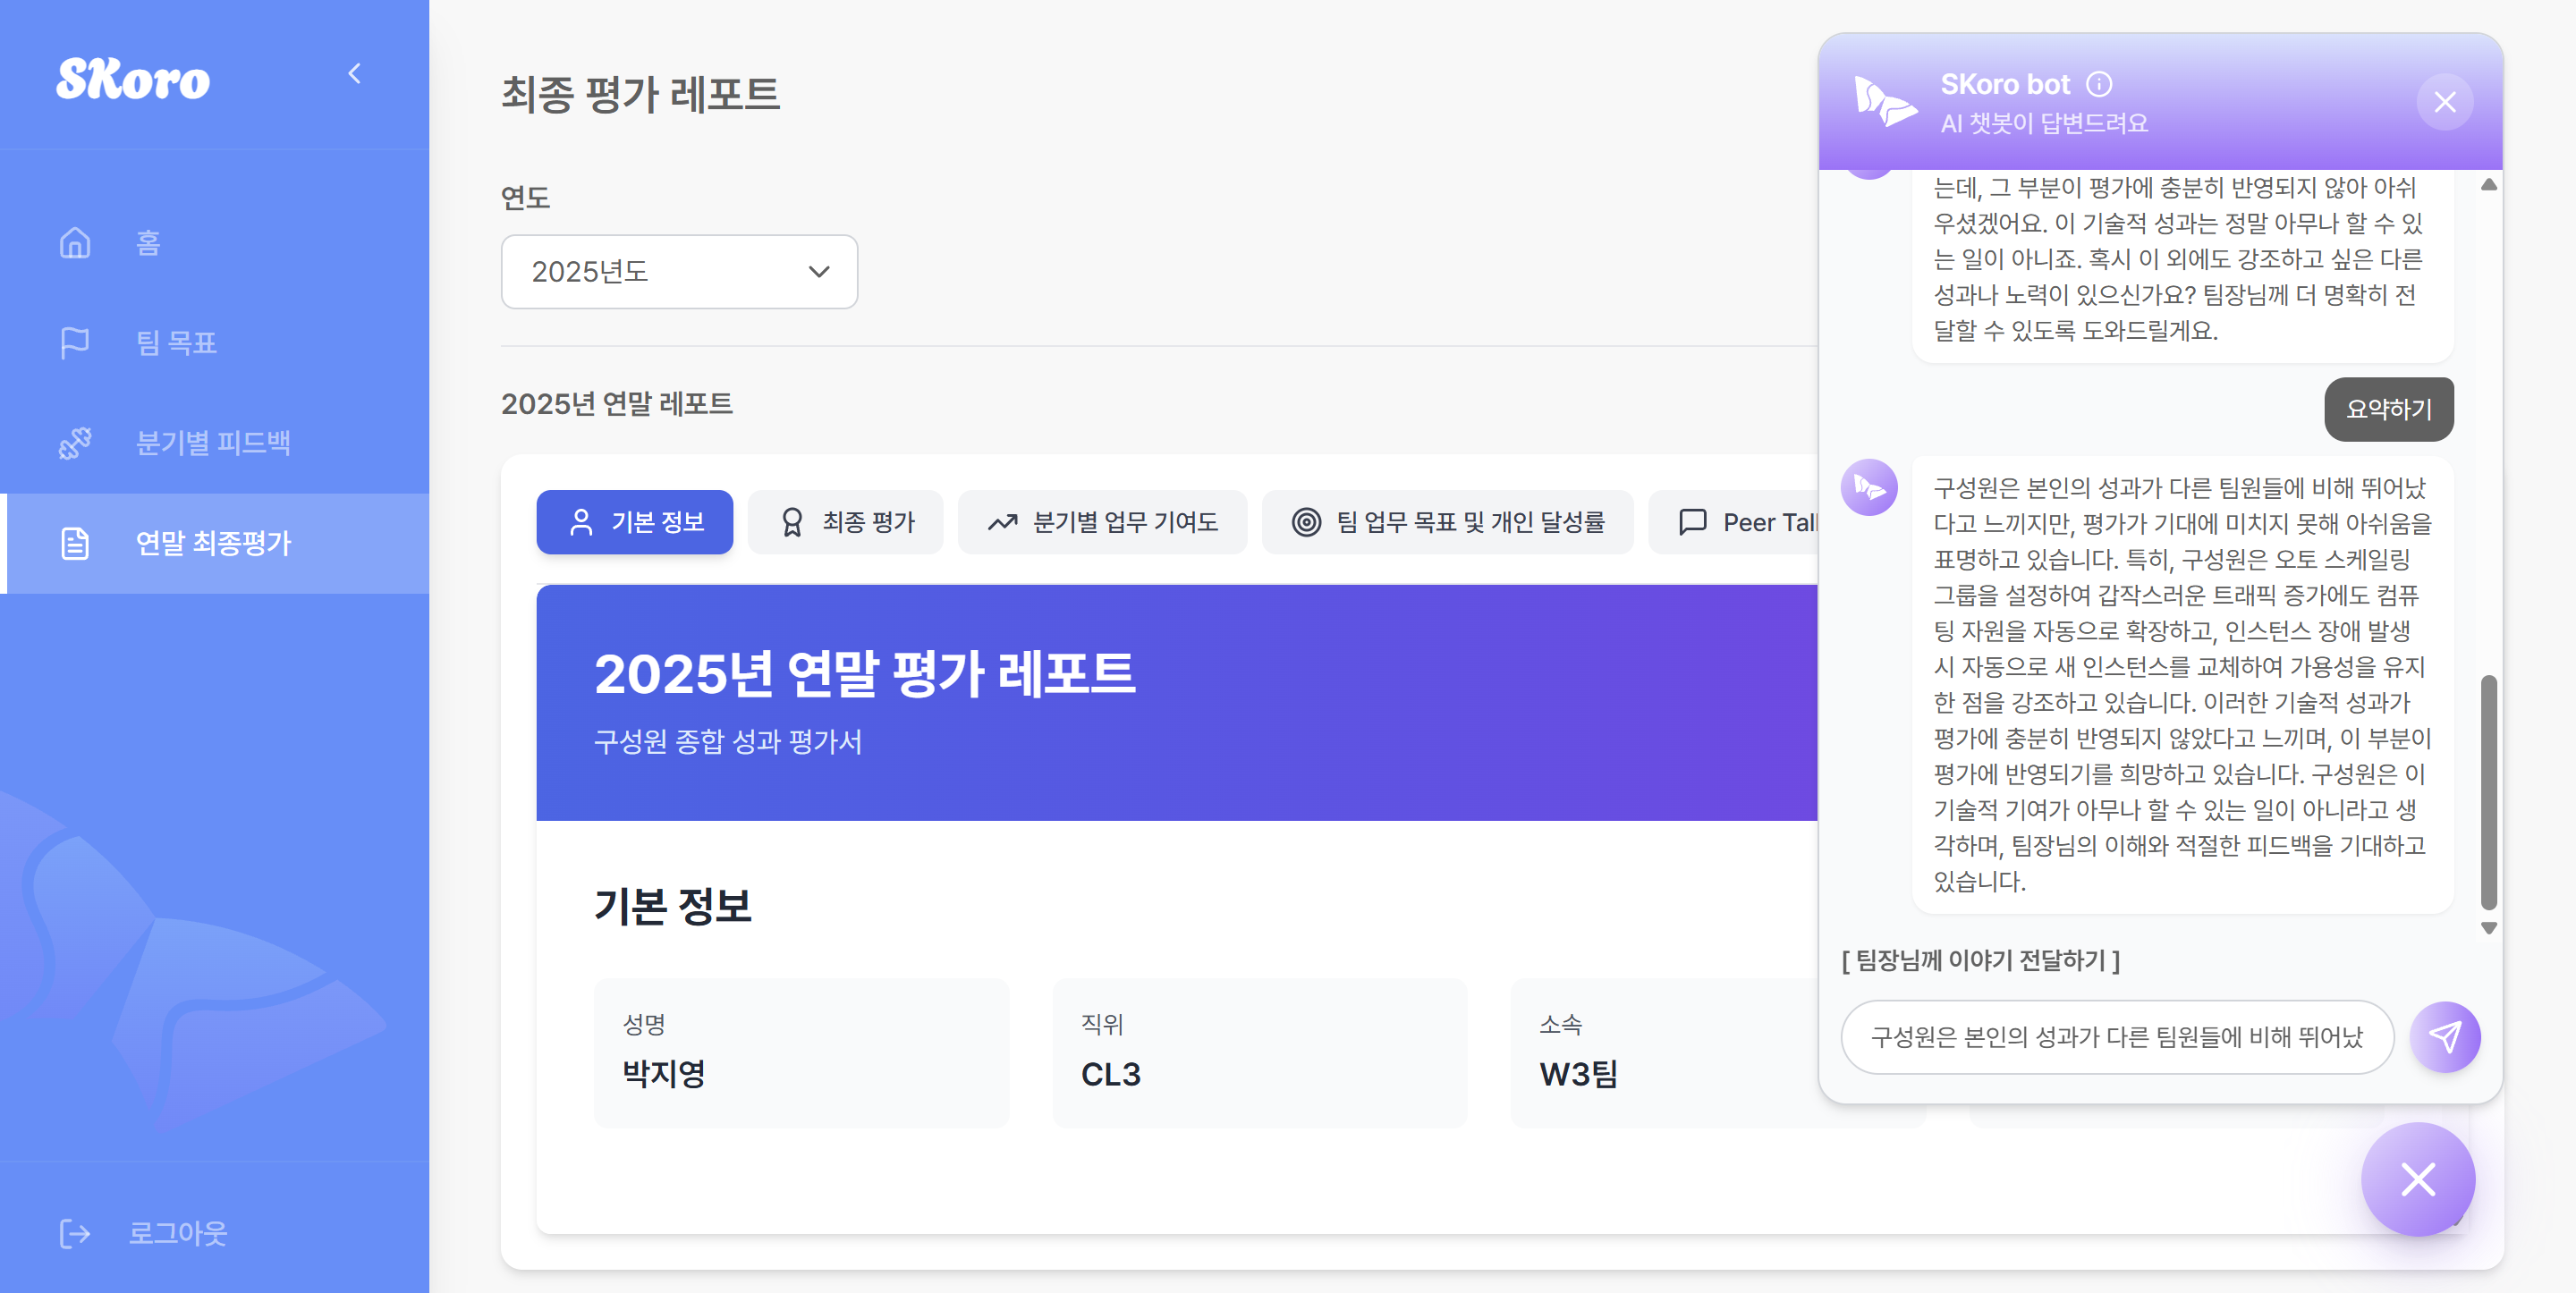 SKoro
홈
팀 목표
분기별 피드백
연말 최종평가
로그아웃
최종 평가 레포트
연도
2025년도
2025년 연말 레포트
기본 정보
최종 평가
분기별 업무 기여도
팀 업무 목표 및 개인 달성률
Peer Tal
2025년 연말 평가 레포트
구성원 종합 성과 평가서
기본 정보
성명
박지영
직위
CL3
소속
W3팀
SKoro bot
AI 챗봇이 답변드려요
는데, 그 부분이 평가에 충분히 반영되지 않아 아쉬
우셨겠어요. 이 기술적 성과는 정말 아무나 할 수 있
는 일이 아니죠. 혹시 이 외에도 강조하고 싶은 다른
성과나 노력이 있으신가요? 팀장님께 더 명확히 전
달할 수 있도록 도와드릴게요.
요약하기
구성원은 본인의 성과가 다른 팀원들에 비해 뛰어났
다고 느끼지만, 평가가 기대에 미치지 못해 아쉬움을
표명하고 있습니다. 특히, 구성원은 오토 스케일링
그룹을 설정하여 갑작스러운 트래픽 증가에도 컴퓨
팅 자원을 자동으로 확장하고, 인스턴스 장애 발생
시 자동으로 새 인스턴스를 교체하여 가용성을 유지
한 점을 강조하고 있습니다. 이러한 기술적 성과가
평가에 충분히 반영되지 않았다고 느끼며, 이 부분이
평가에 반영되기를 희망하고 있습니다. 구성원은 이
기술적 기여가 아무나 할 수 있는 일이 아니라고 생
각하며, 팀장님의 이해와 적절한 피드백을 기대하고
있습니다.
[ 팀장님께 이야기 전달하기 ]
구성원은 본인의 성과가 다른 팀원들에 비해 뛰어났